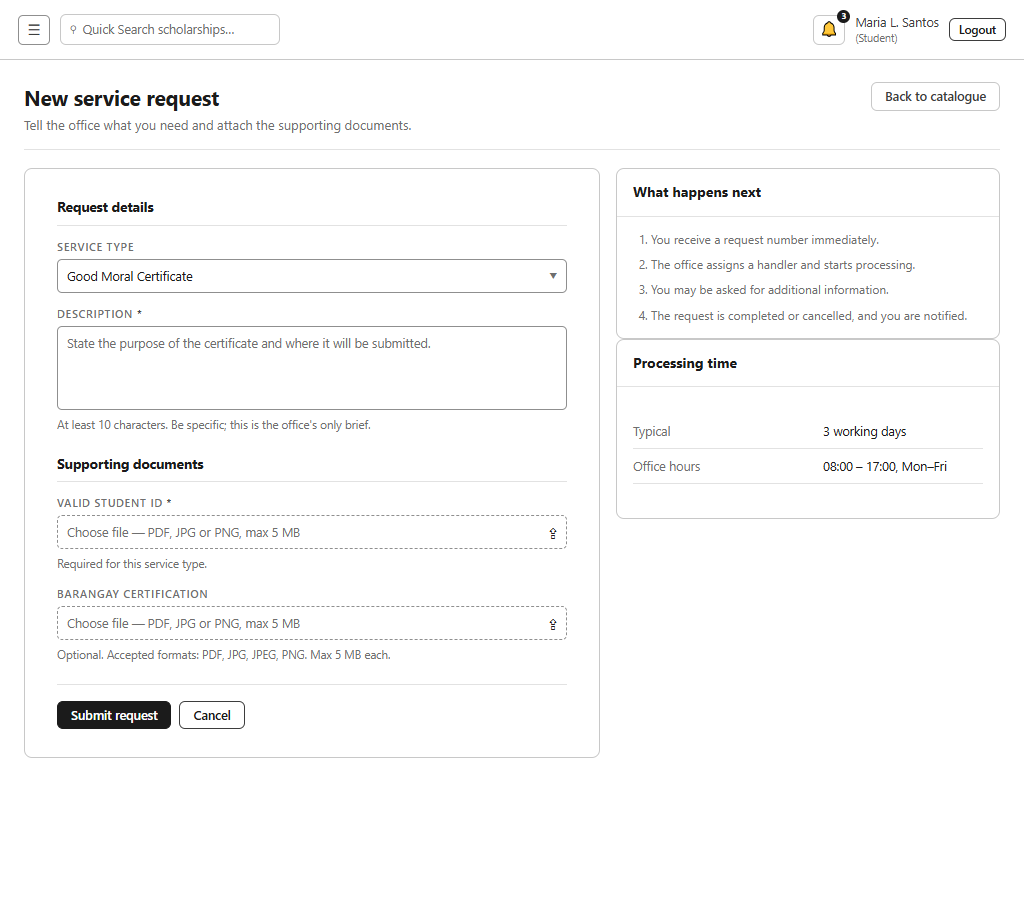 Quick Search scholarships...
3
Maria L. Santos
(Student)
Logout
New service request
Back to catalogue
Tell the office what you need and attach the supporting documents.
Request details
SERVICE TYPE
Good Moral Certificate
DESCRIPTION *
State the purpose of the certificate and where it will be submitted.
At least 10 characters. Be specific; this is the office's only brief.
Supporting documents
VALID STUDENT ID *
Choose file — PDF, JPG or PNG, max 5 MB
Required for this service type.
BARANGAY CERTIFICATION
Choose file — PDF, JPG or PNG, max 5 MB
Optional. Accepted formats: PDF, JPG, JPEG, PNG. Max 5 MB each.
Submit request
Cancel
What happens next
1. You receive a request number immediately.
2. The office assigns a handler and starts processing.
3. You may be asked for additional information.
4. The request is completed or cancelled, and you are notified.
Processing time
Typical 3 working days
Office hours 08:00 – 17:00, Mon–Fri